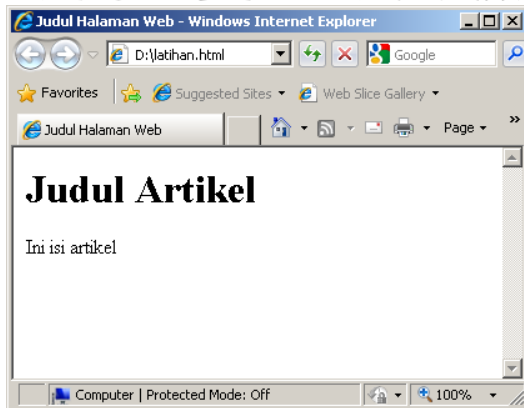 Judul Halaman Web - Windows Internet Explorer
D:\latihan.html Google
Favorites Suggested Sites Web Slice Gallery
Judul Halaman Web Page »
Judul Artikel
Ini isi artikel
Computer | Protected Mode: Off 100%